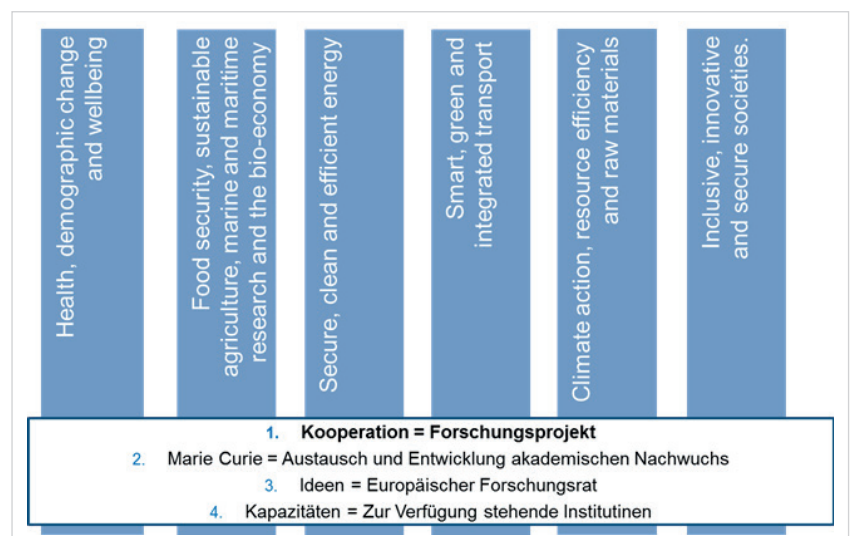 Health, demographic change
and wellbeing
Food security, sustainable
agriculture, marine and maritime
research and the bio-economy
Secure, clean and efficient energy
Smart, green and
integrated transport
Climate action, resource efficiency
and raw materials
Inclusive, innovative
and secure societies.
1. Kooperation = Forschungsprojekt
2. Marie Curie = Austausch und Entwicklung akademischen Nachwuchs
3. Ideen = Europäischer Forschungsrat
4. Kapazitäten = Zur Verfügung stehende Institutinen